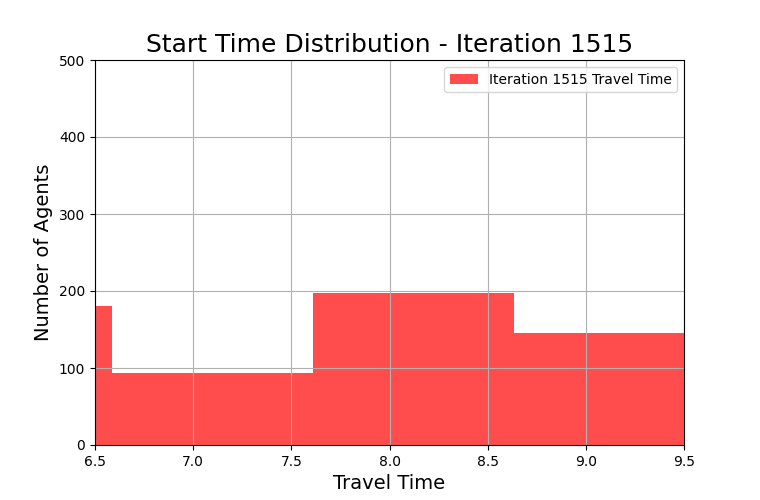 Start Time Distribution - Iteration 1515
Iteration 1515 Travel Time
Number of Agents
500
400
300
200
100
0
6.5 7.0 7.5 8.0 8.5 9.0 9.5
Travel Time